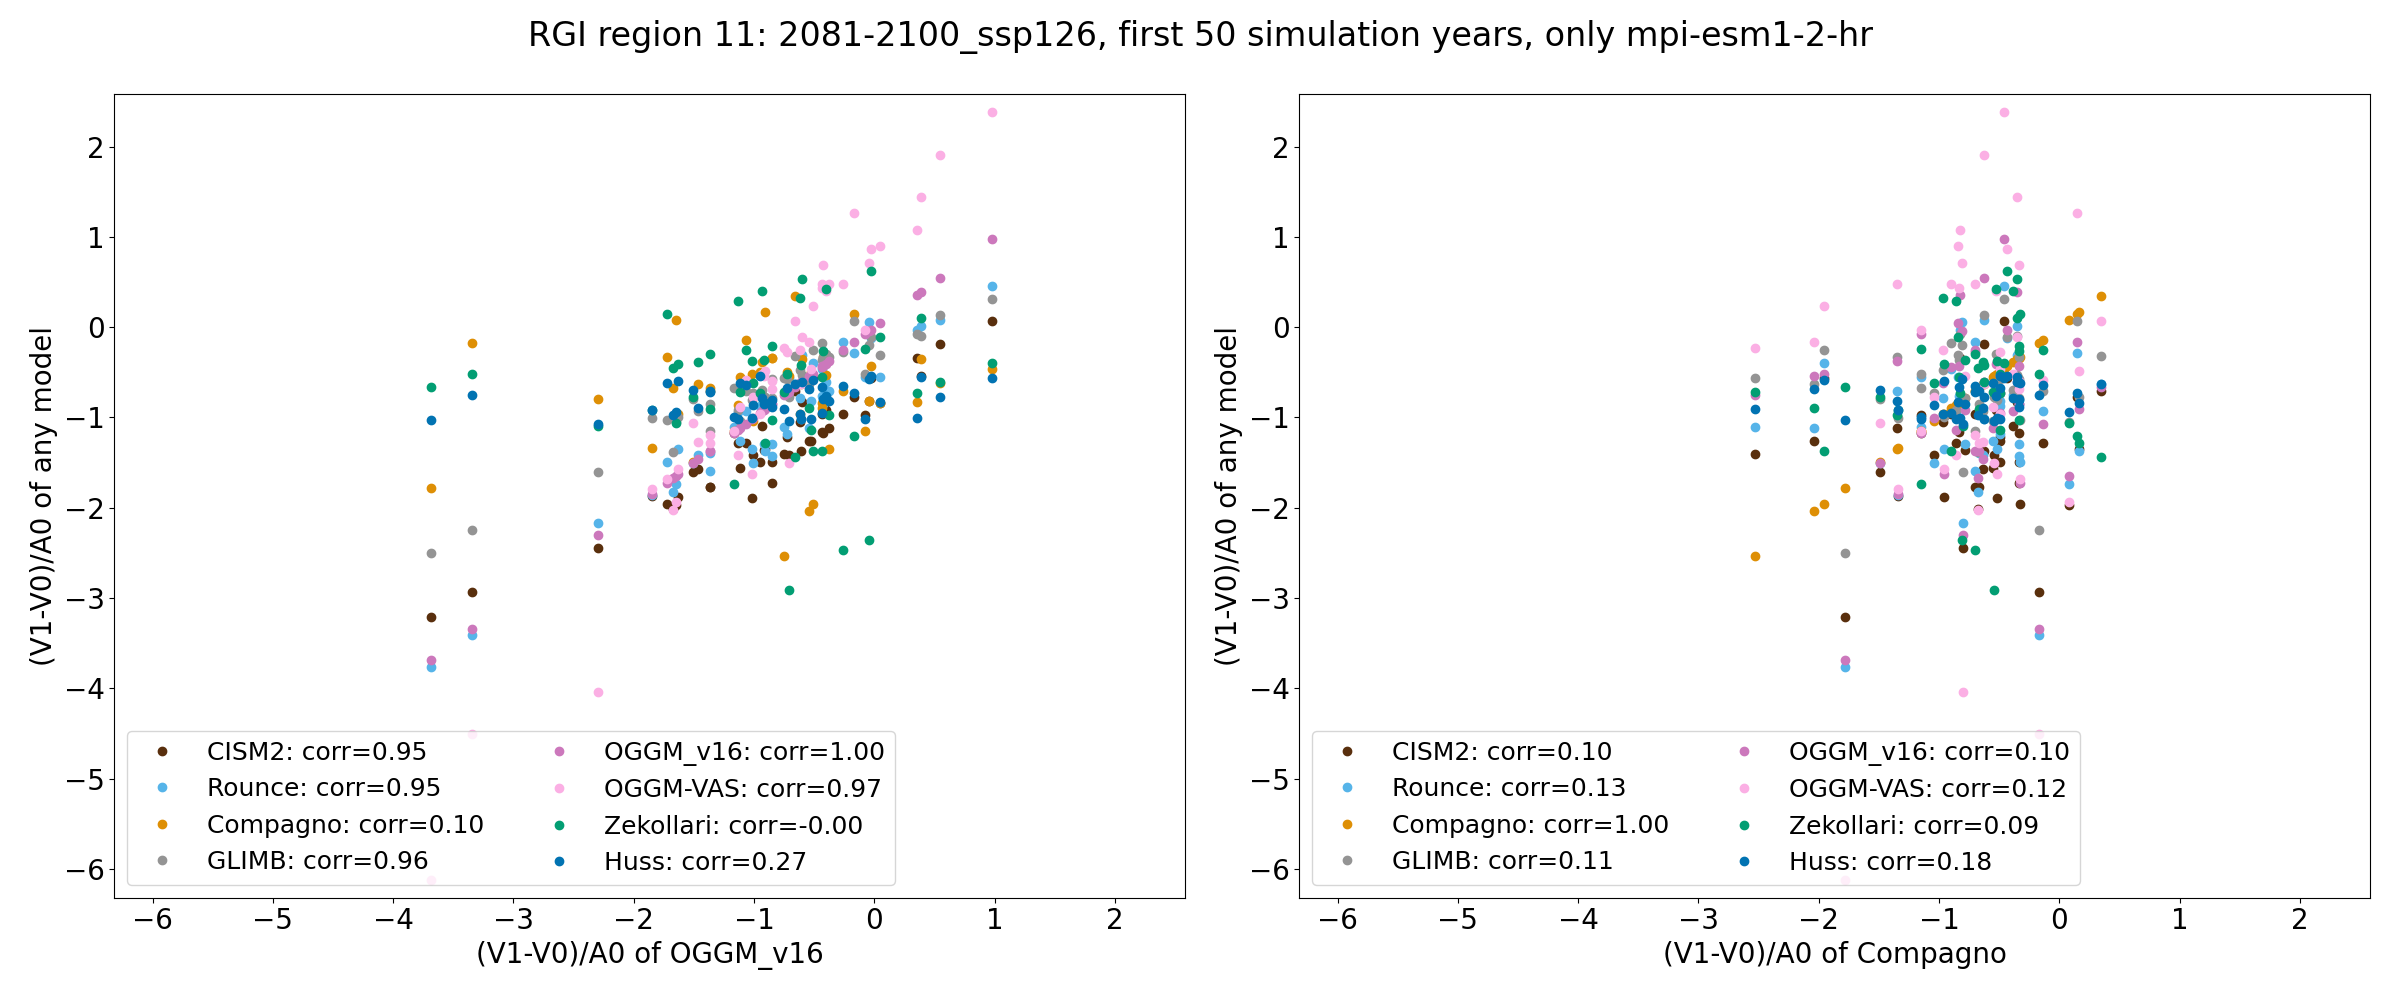 RGI region 11: 2081-2100_ssp126, first 50 simulation years, only mpi-esm1-2-hr
(V1-V0)/A0 of any model
2
1
0
−1
−2
−3
−4
−5
−6
CISM2: corr=0.95
Rounce: corr=0.95
Compagno: corr=0.10
GLIMB: corr=0.96
OGGM_v16: corr=1.00
OGGM-VAS: corr=0.97
Zekollari: corr=-0.00
Huss: corr=0.27
−6 −5 −4 −3 −2 −1 0 1 2
(V1-V0)/A0 of OGGM_v16
(V1-V0)/A0 of any model
2
1
0
−1
−2
−3
−4
−5
−6
CISM2: corr=0.10
Rounce: corr=0.13
Compagno: corr=1.00
GLIMB: corr=0.11
OGGM_v16: corr=0.10
OGGM-VAS: corr=0.12
Zekollari: corr=0.09
Huss: corr=0.18
−6 −5 −4 −3 −2 −1 0 1 2
(V1-V0)/A0 of Compagno